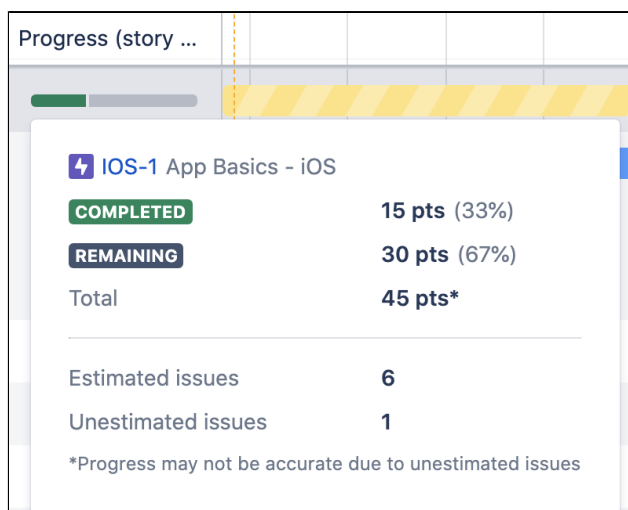 Progress (story ...
IOS-1 App Basics - iOS
COMPLETED 15 pts (33%)
REMAINING 30 pts (67%)
Total 45 pts*
Estimated issues 6
Unestimated issues 1
*Progress may not be accurate due to unestimated issues